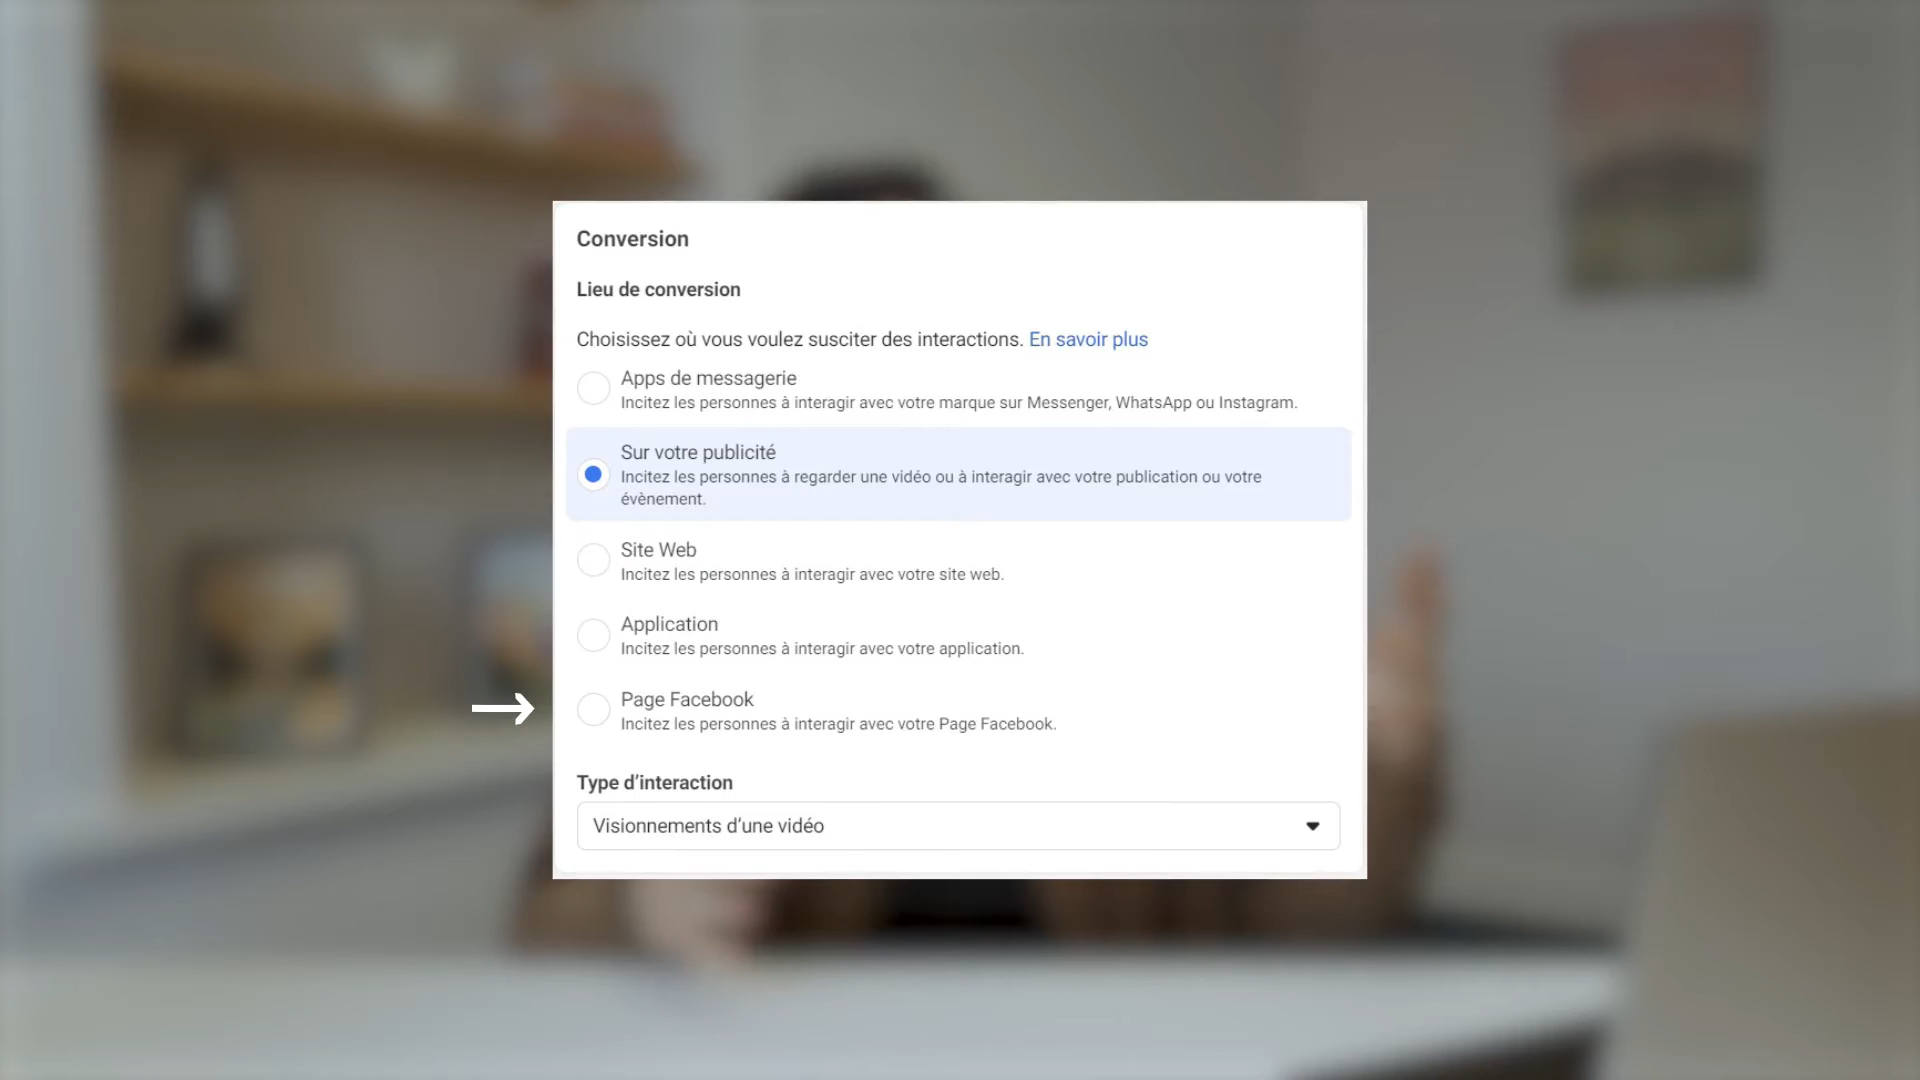 Conversion
Lieu de conversion
Choisissez où vous voulez susciter des interactions. En savoir plus
Apps de messagerie
Incitez les personnes à interagir avec votre marque sur Messenger, WhatsApp ou Instagram.
Sur votre publicité
Incitez les personnes à regarder une vidéo ou à interagir avec votre publication ou votre
évènement.
Site Web
Incitez les personnes à interagir avec votre site web.
Application
Incitez les personnes à interagir avec votre application.
Page Facebook
Incitez les personnes à interagir avec votre Page Facebook.
Type d’interaction
Visionnements d’une vidéo